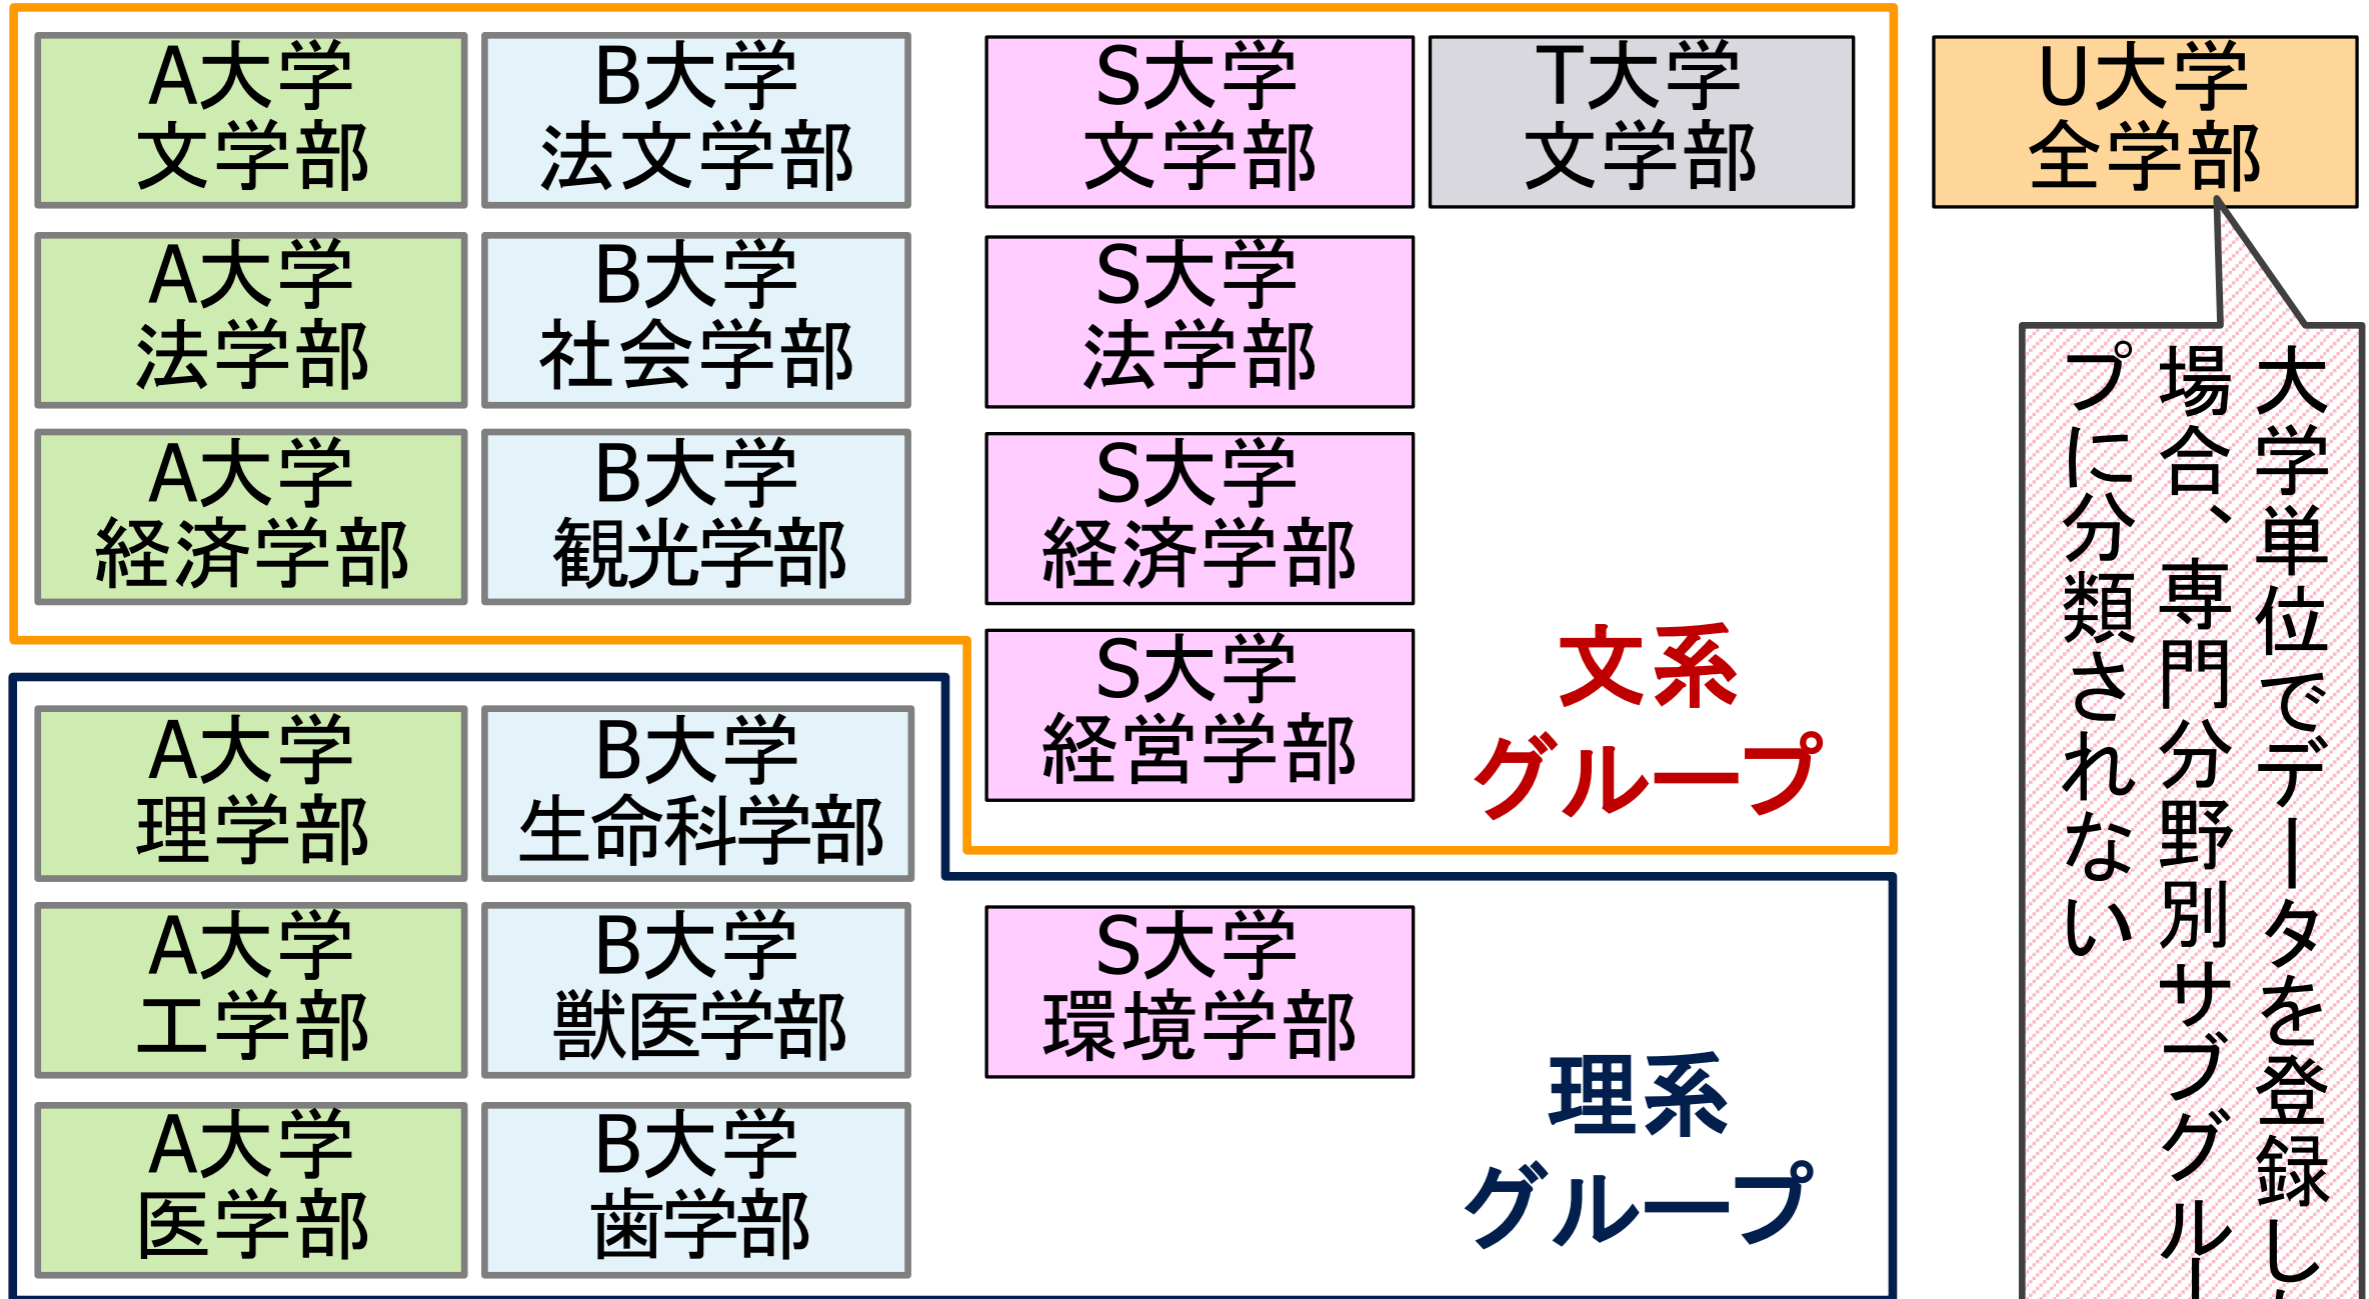 A大学
文学部
B大学
法文学部
S大学
文学部
T大学
文学部
U大学
全学部
A大学
法学部
B大学
社会学部
S大学
法学部
A大学
経済学部
B大学
観光学部
S大学
経済学部
S大学
経営学部
文系
グループ
A大学
理学部
B大学
生命科学部
A大学
工学部
B大学
獣医学部
S大学
環境学部
A大学
医学部
B大学
歯学部
理系
グループ
大学単位でデータを登録し
場合、専門分野別サブグルー
プに分類されない